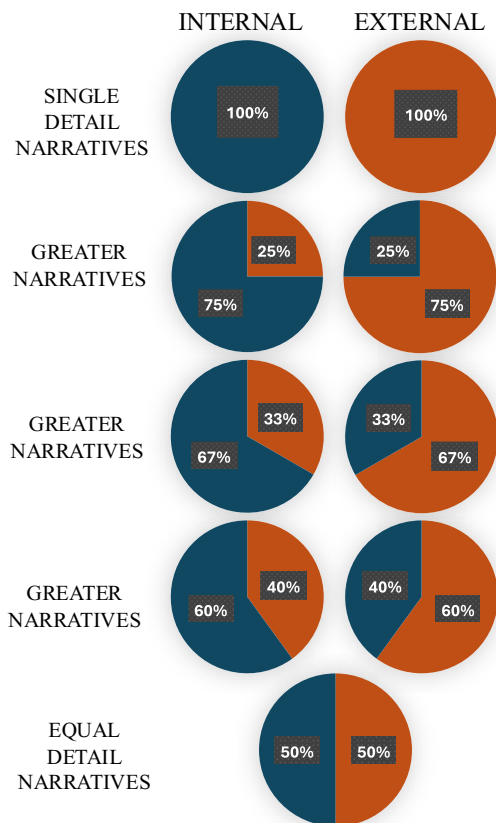 INTERNAL EXTERNAL
SINGLE
DETAIL
NARRATIVES
100% 100%
GREATER
NARRATIVES
25% 25%
75% 75%
GREATER
NARRATIVES
33% 33%
67% 67%
GREATER
NARRATIVES
40% 40%
60% 60%
EQUAL
DETAIL
NARRATIVES
50% 50%